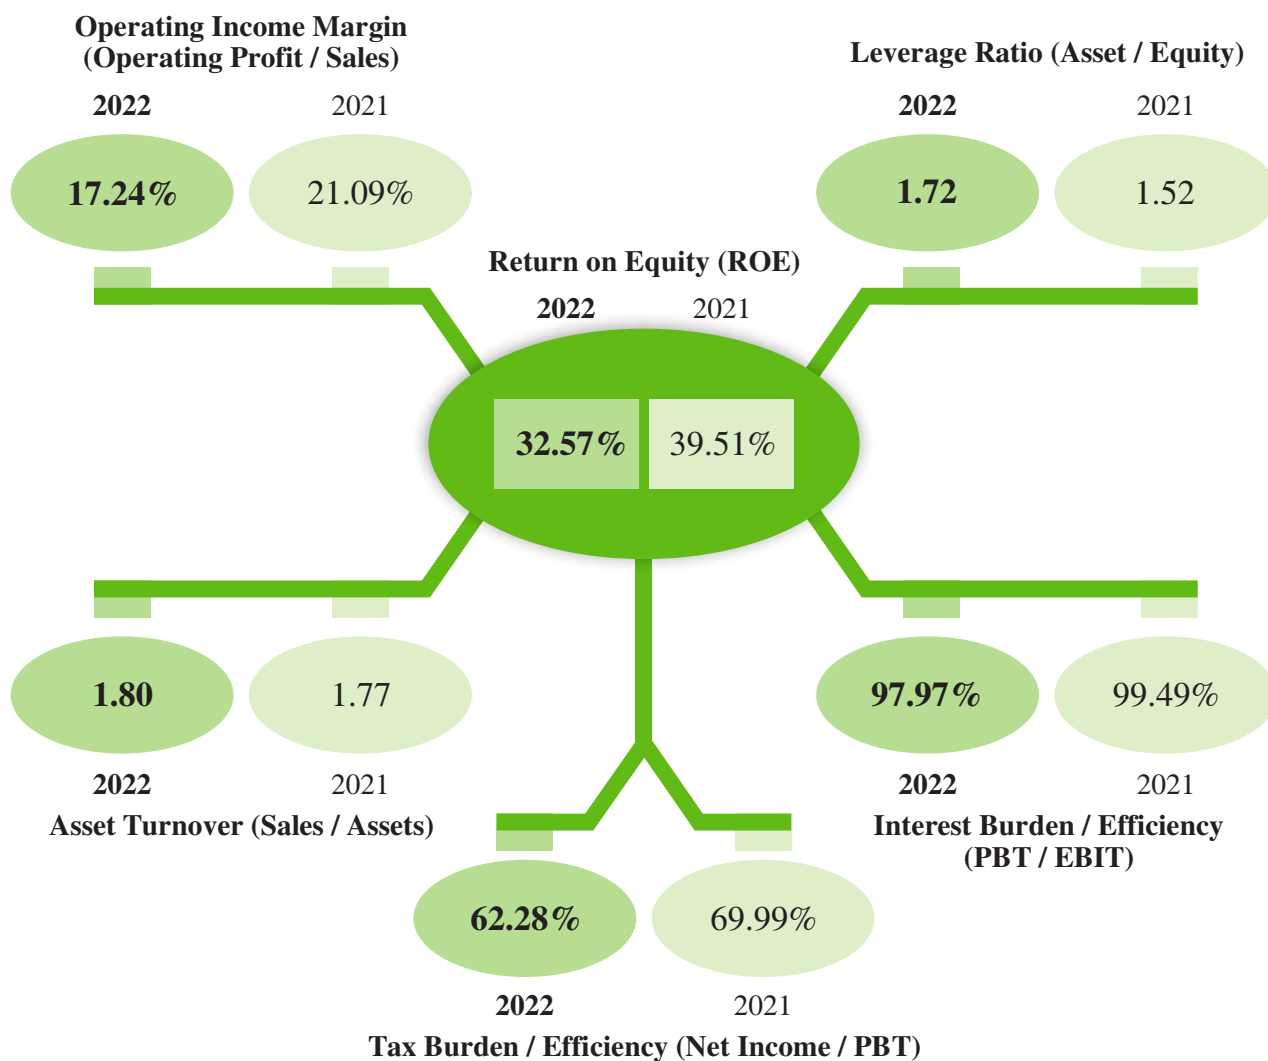 Operating Income Margin
(Operating Profit / Sales)
2022 2021
17.24% 21.09%
Leverage Ratio (Asset / Equity)
2022 2021
1.72 1.52
Return on Equity (ROE)
2022 2021
32.57% 39.51%
1.80 1.77
2022 2021
Asset Turnover (Sales / Assets)
97.97% 99.49%
2022 2021
Interest Burden / Efficiency
(PBT / EBIT)
62.28% 69.99%
2022 2021
Tax Burden / Efficiency (Net Income / PBT)